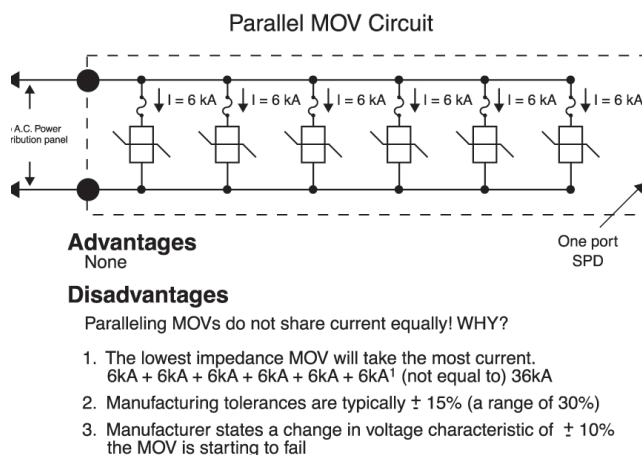 Parallel MOV Circuit
I = 6 kA I = 6 kA I = 6 kA I = 6 kA I = 6 kA I = 6 kA
A.C. Power
panel
One port
SPD
Advantages
None
Disadvantages
Paralleling MOVs do not share current equally! WHY?
1. The lowest impedance MOV will take the most current.
6kA + 6kA + 6kA + 6kA + 6kA + 6kA¹ (not equal to) 36kA
2. Manufacturing tolerances are typically ± 15% (a range of 30%)
3. Manufacturer states a change in voltage characteristic of ± 10%
the MOV is starting to fail